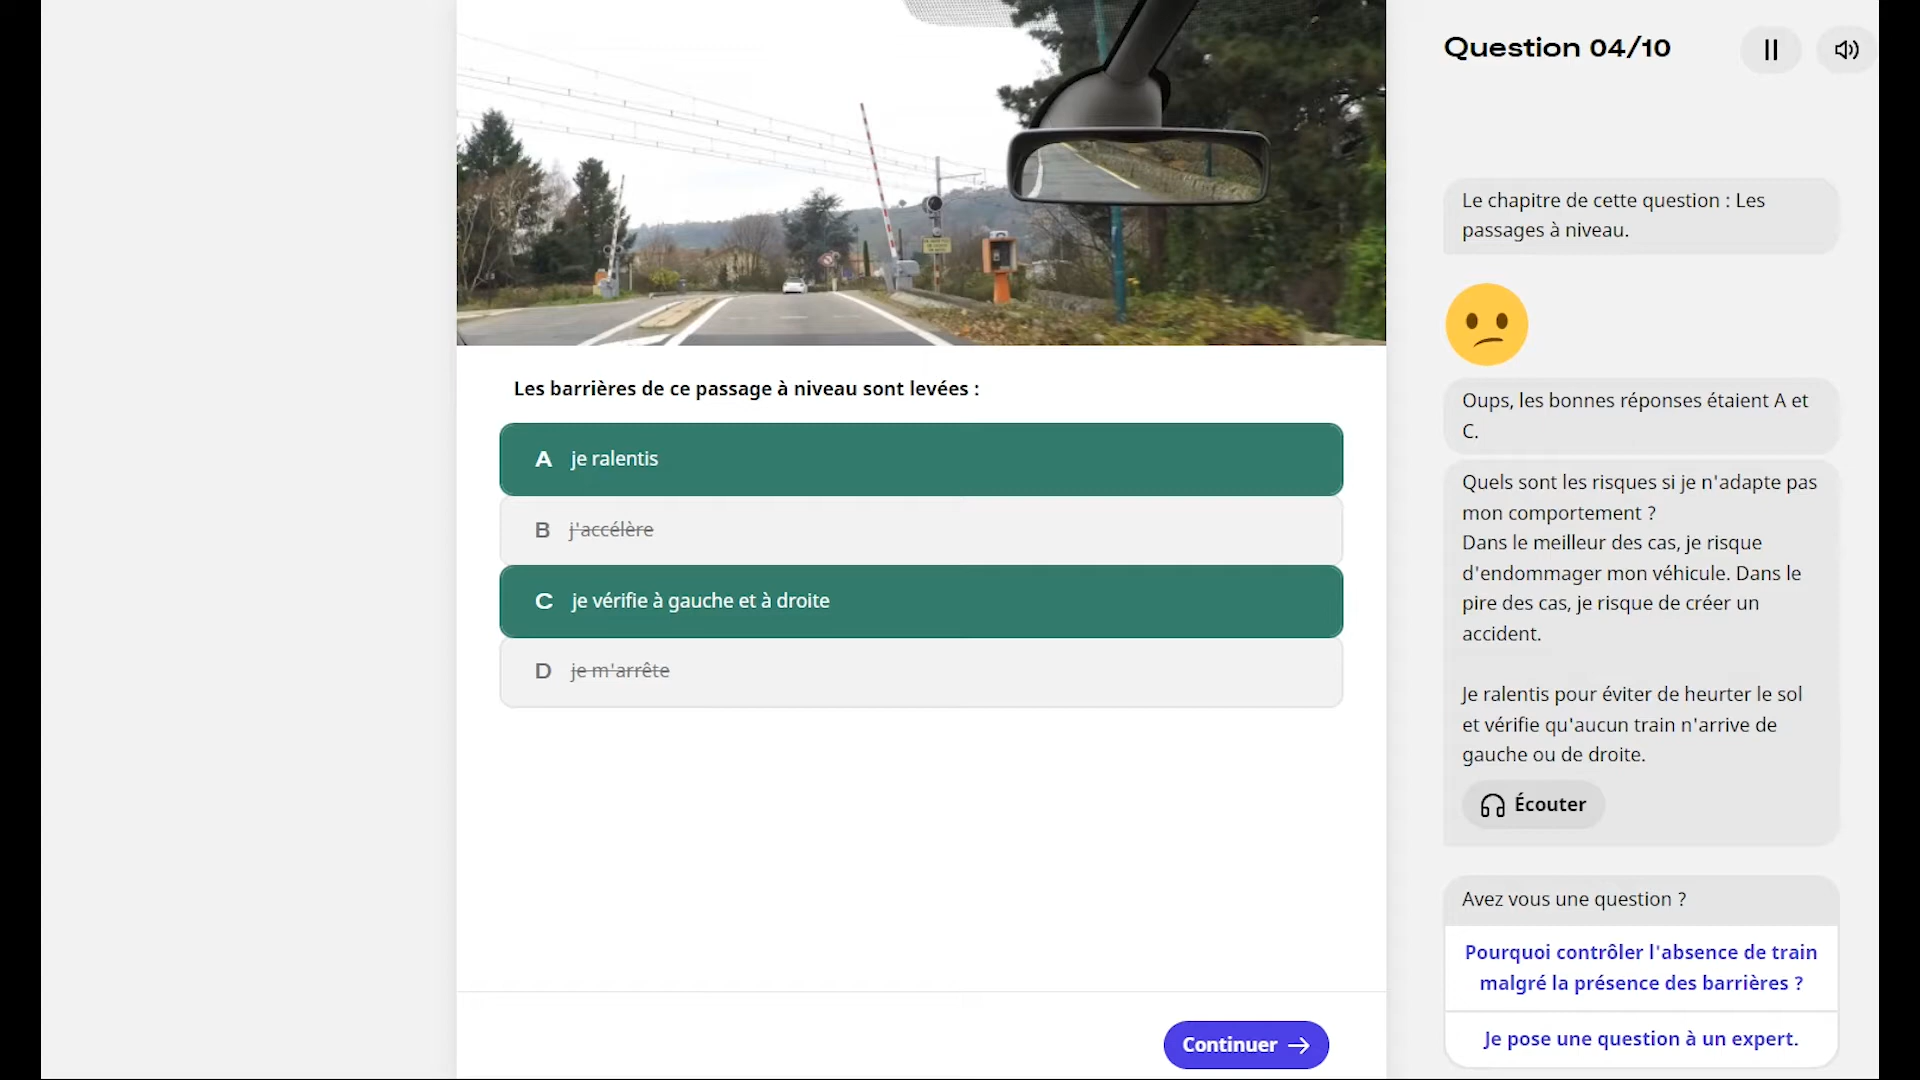 Question 04/10
Le chapitre de cette question : Les
passages à niveau.
Les barrières de ce passage à niveau sont levées :
A je ralentis
B j'accélère
C je vérifie à gauche et à droite
D je m'arrête
Oups, les bonnes réponses étaient A et
C.
Quels sont les risques si je n'adapte pas
mon comportement ?
Dans le meilleur des cas, je risque
d'endommager mon véhicule. Dans le
pire des cas, je risque de créer un
accident.
Je ralentis pour éviter de heurter le sol
et vérifie qu'aucun train n'arrive de
gauche ou de droite.
Écouter
Avez vous une question ?
Pourquoi contrôler l'absence de train
malgré la présence des barrières ?
Je pose une question à un expert.
Continuer